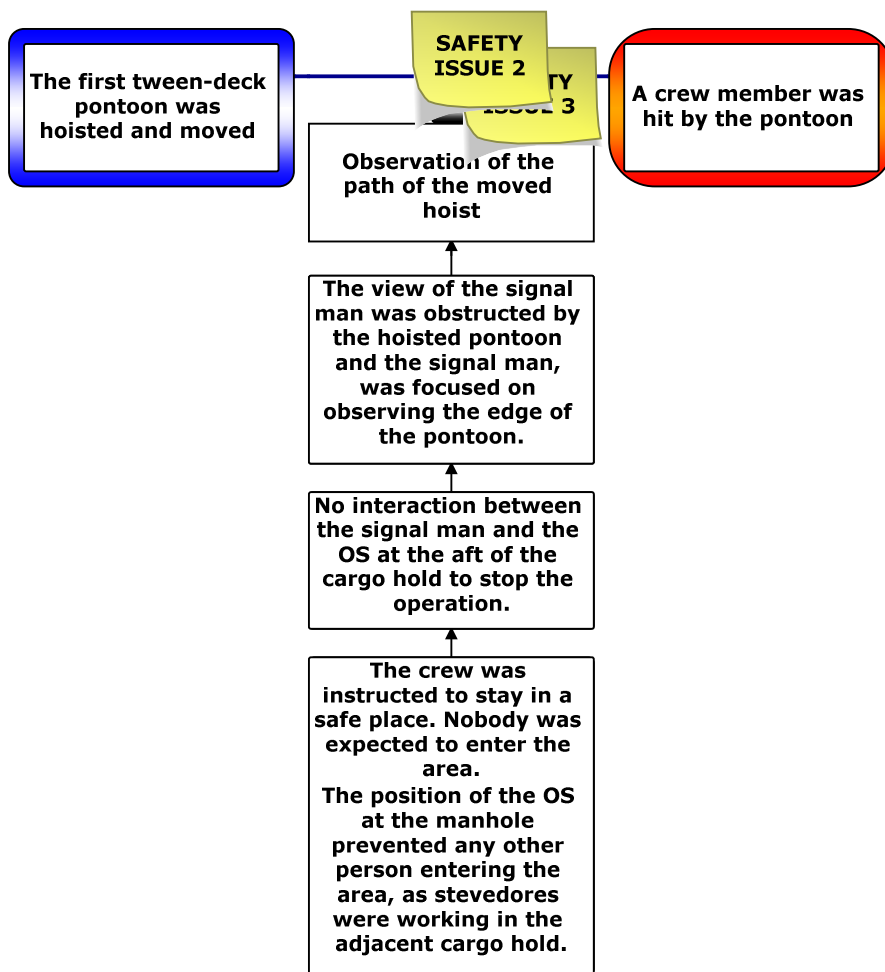 The first tween-deck
pontoon was
hoisted and moved
SAFETY
ISSUE 2
TY
ISSUE 3
A crew member was
hit by the pontoon
Observation of the
path of the moved
hoist
The view of the signal
man was obstructed by
the hoisted pontoon
and the signal man,
was focused on
observing the edge of
the pontoon.
No interaction between
the signal man and the
OS at the aft of the
cargo hold to stop the
operation.
The crew was
instructed to stay in a
safe place. Nobody was
expected to enter the
area.
The position of the OS
at the manhole
prevented any other
person entering the
area, as stevedores
were working in the
adjacent cargo hold.